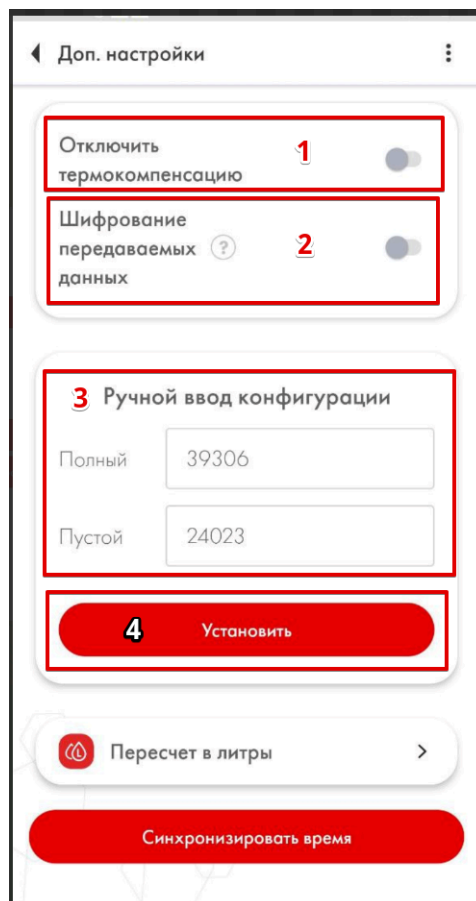 Доп. настройки
Отключить
термокомпенсацию
1
Шифрование
передаваемых ?
данных
2
3 Ручной ввод конфигурации
Полный 39306
Пустой 24023
4 Установить
Пересчет в литры
Синхронизировать время